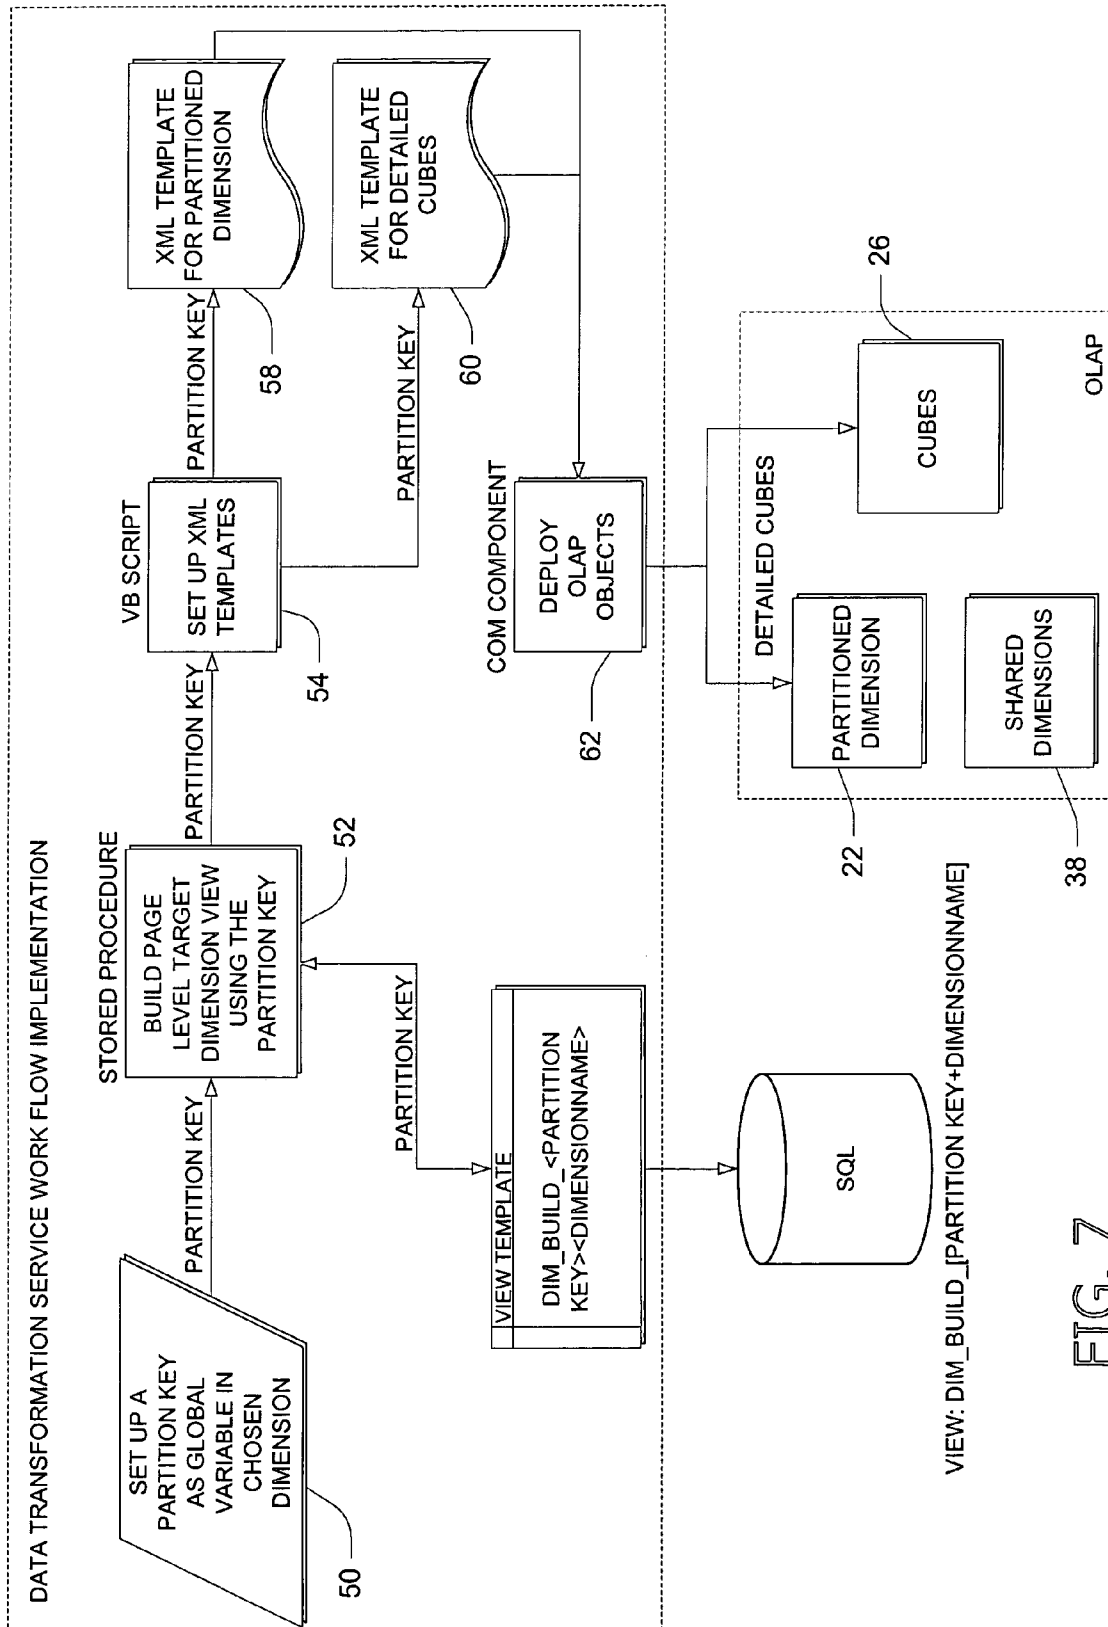 DATA TRANSFORMATION SERVICE WORK FLOW IMPLEMENTATION
SET UP A
PARTITION KEY
AS GLOBAL
VARIABLE IN
CHOSEN
DIMENSION
50
PARTITION KEY
STORED PROCEDURE
BUILD PAGE
LEVEL TARGET
DIMENSION VIEW
USING THE
PARTITION KEY
52
PARTITION KEY
VB SCRIPT
SET UP XML
TEMPLATES
54
PARTITION KEY
XML TEMPLATE
FOR PARTITIONED
DIMENSION
58
PARTITION KEY
XML TEMPLATE
FOR DETAILED
CUBES
60
PARTITION KEY
VIEW TEMPLATE
DIM_BUILD_<PARTITION
KEY><DIMENSIONNAME>
COM COMPONENT
DEPLOY
OLAP
OBJECTS
62
SQL
VIEW: DIM_BUILD_[PARTITION KEY+DIMENSIONNAME]
DETAILED CUBES
PARTITIONED
DIMENSION
22
CUBES
26
SHARED
DIMENSIONS
38
OLAP
FIG. 7